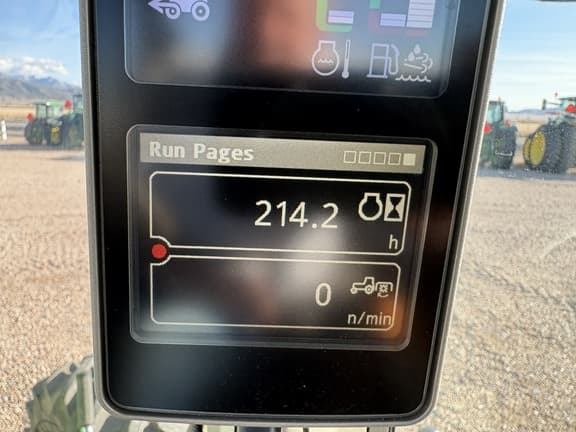 Run Pages
214.2
h
0
n/min